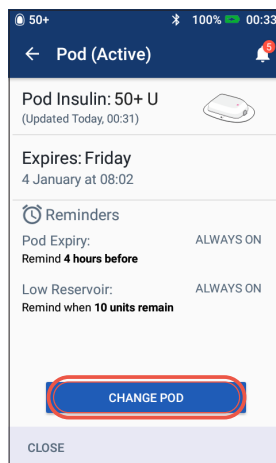 50+ 100% 00:33
Pod (Active)
5
Pod Insulin: 50+ U
(Updated Today, 00:31)
Expires: Friday
4 January at 08:02
Reminders
Pod Expiry: ALWAYS ON
Remind 4 hours before
Low Reservoir: ALWAYS ON
Remind when 10 units remain
CHANGE POD
CLOSE